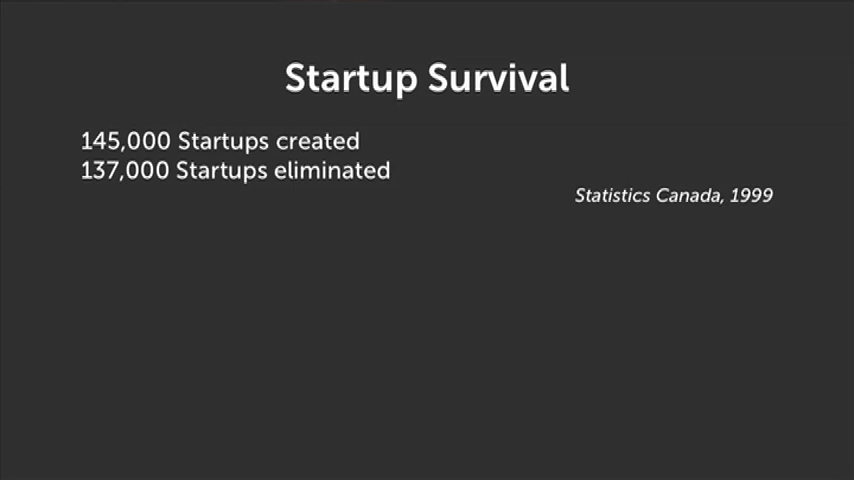 Startup Survival
145,000 Startups created
137,000 Startups eliminated
Statistics Canada, 1999